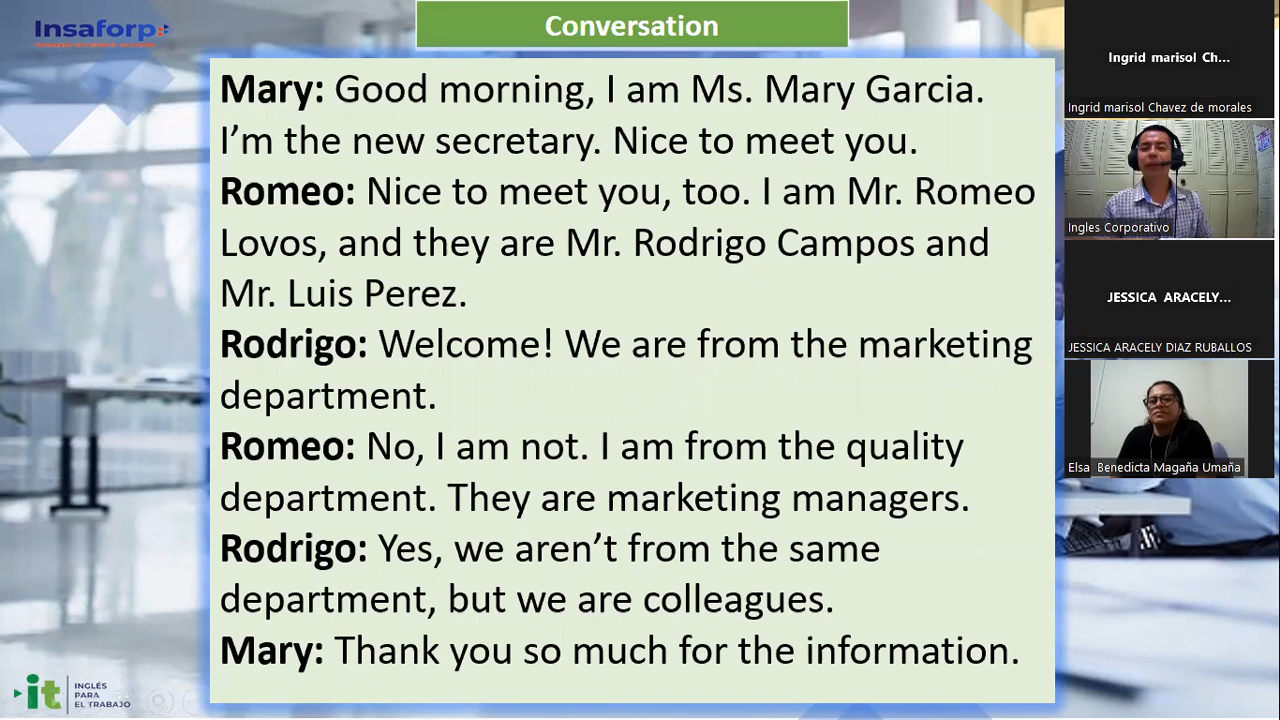 Insaforp
Conversation
Mary: Good morning, I am Ms. Mary Garcia.
I’m the new secretary. Nice to meet you.
Romeo: Nice to meet you, too. I am Mr. Romeo
Lovos, and they are Mr. Rodrigo Campos and
Mr. Luis Perez.
Rodrigo: Welcome! We are from the marketing
department.
Romeo: No, I am not. I am from the quality
department. They are marketing managers.
Rodrigo: Yes, we aren’t from the same
department, but we are colleagues.
Mary: Thank you so much for the information.
it
INGLÉS
PARA
EL TRABAJO
Ingrid marisol Ch...
Ingrid marisol Chavez de morales
Ingles Corporativo
JESSICA ARACELY...
JESSICA ARACELY DIAZ RUBALLOS
Elsa Benedicta Magaña Umaña